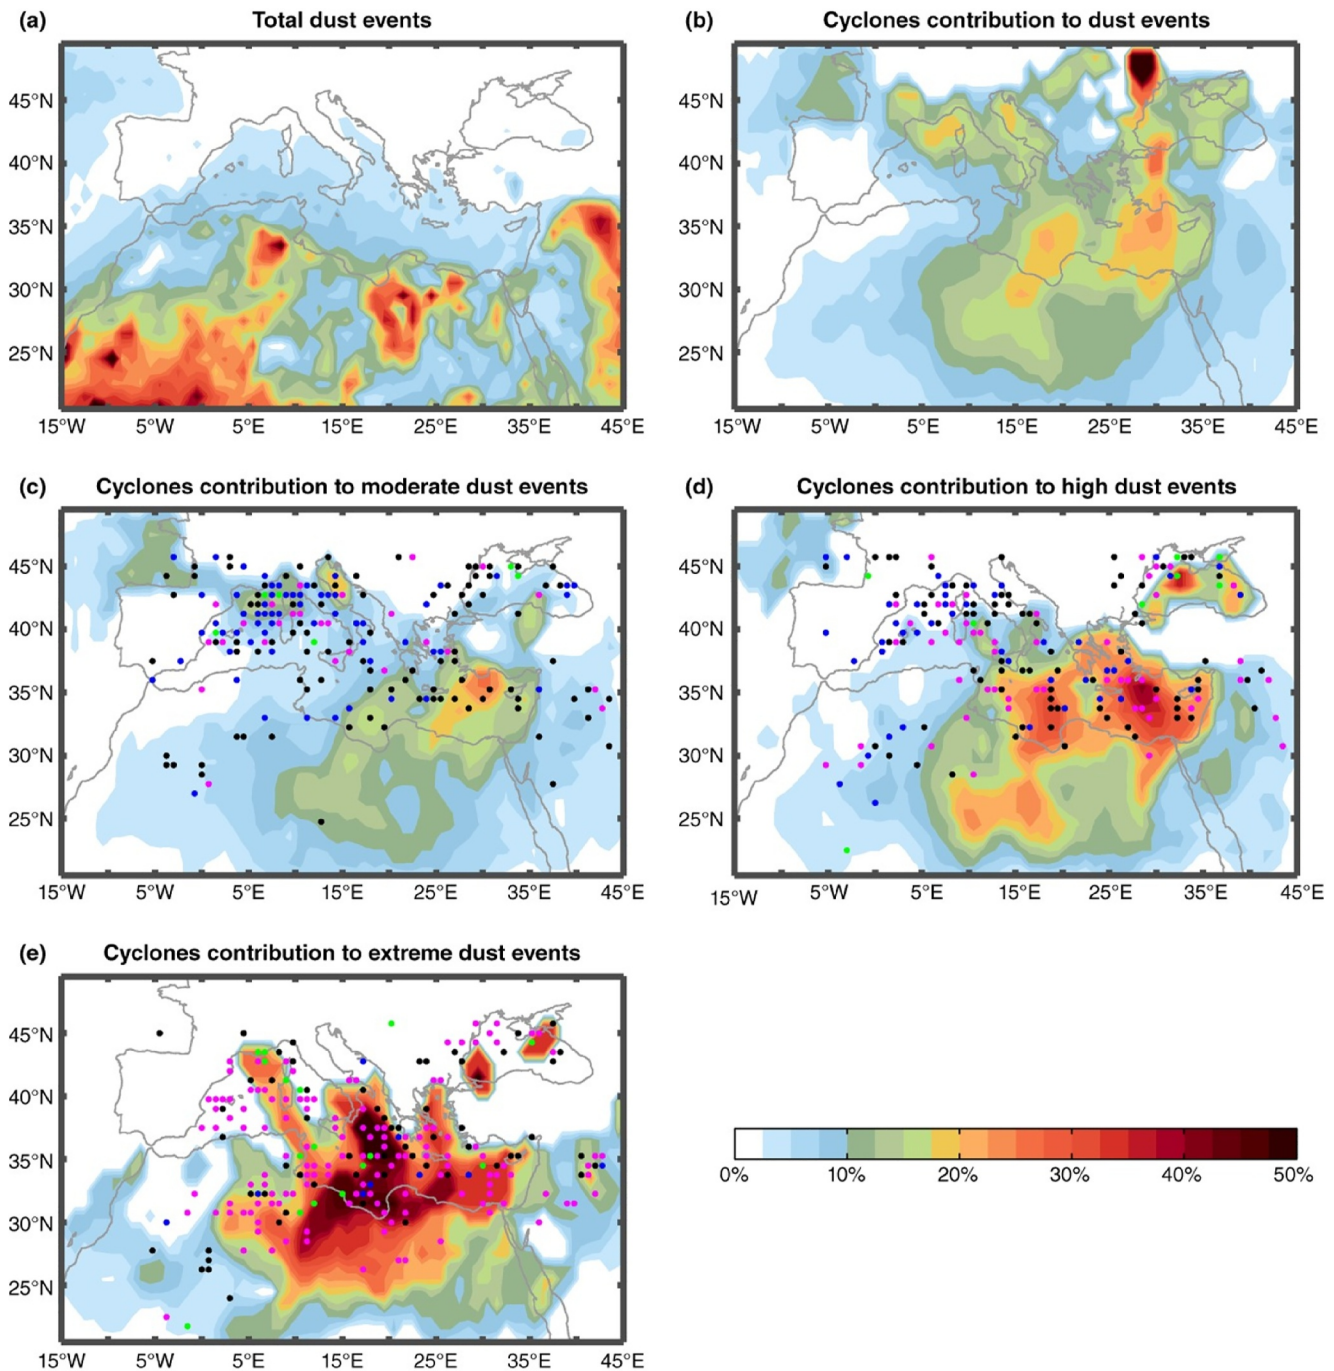 (a) Total dust events
(b) Cyclones contribution to dust events
45°N
40°N
35°N
30°N
25°N
15°W 5°W 5°E 15°E 25°E 35°E 45°E
45°N
40°N
35°N
30°N
25°N
15°W 5°W 5°E 15°E 25°E 35°E 45°E
(c) Cyclones contribution to moderate dust events
(d) Cyclones contribution to high dust events
45°N
40°N
35°N
30°N
25°N
15°W 5°W 5°E 15°E 25°E 35°E 45°E
45°N
40°N
35°N
30°N
25°N
15°W 5°W 5°E 15°E 25°E 35°E 45°E
(e) Cyclones contribution to extreme dust events
45°N
40°N
35°N
30°N
25°N
15°W 5°W 5°E 15°E 25°E 35°E 45°E
0% 10% 20% 30% 40% 50%